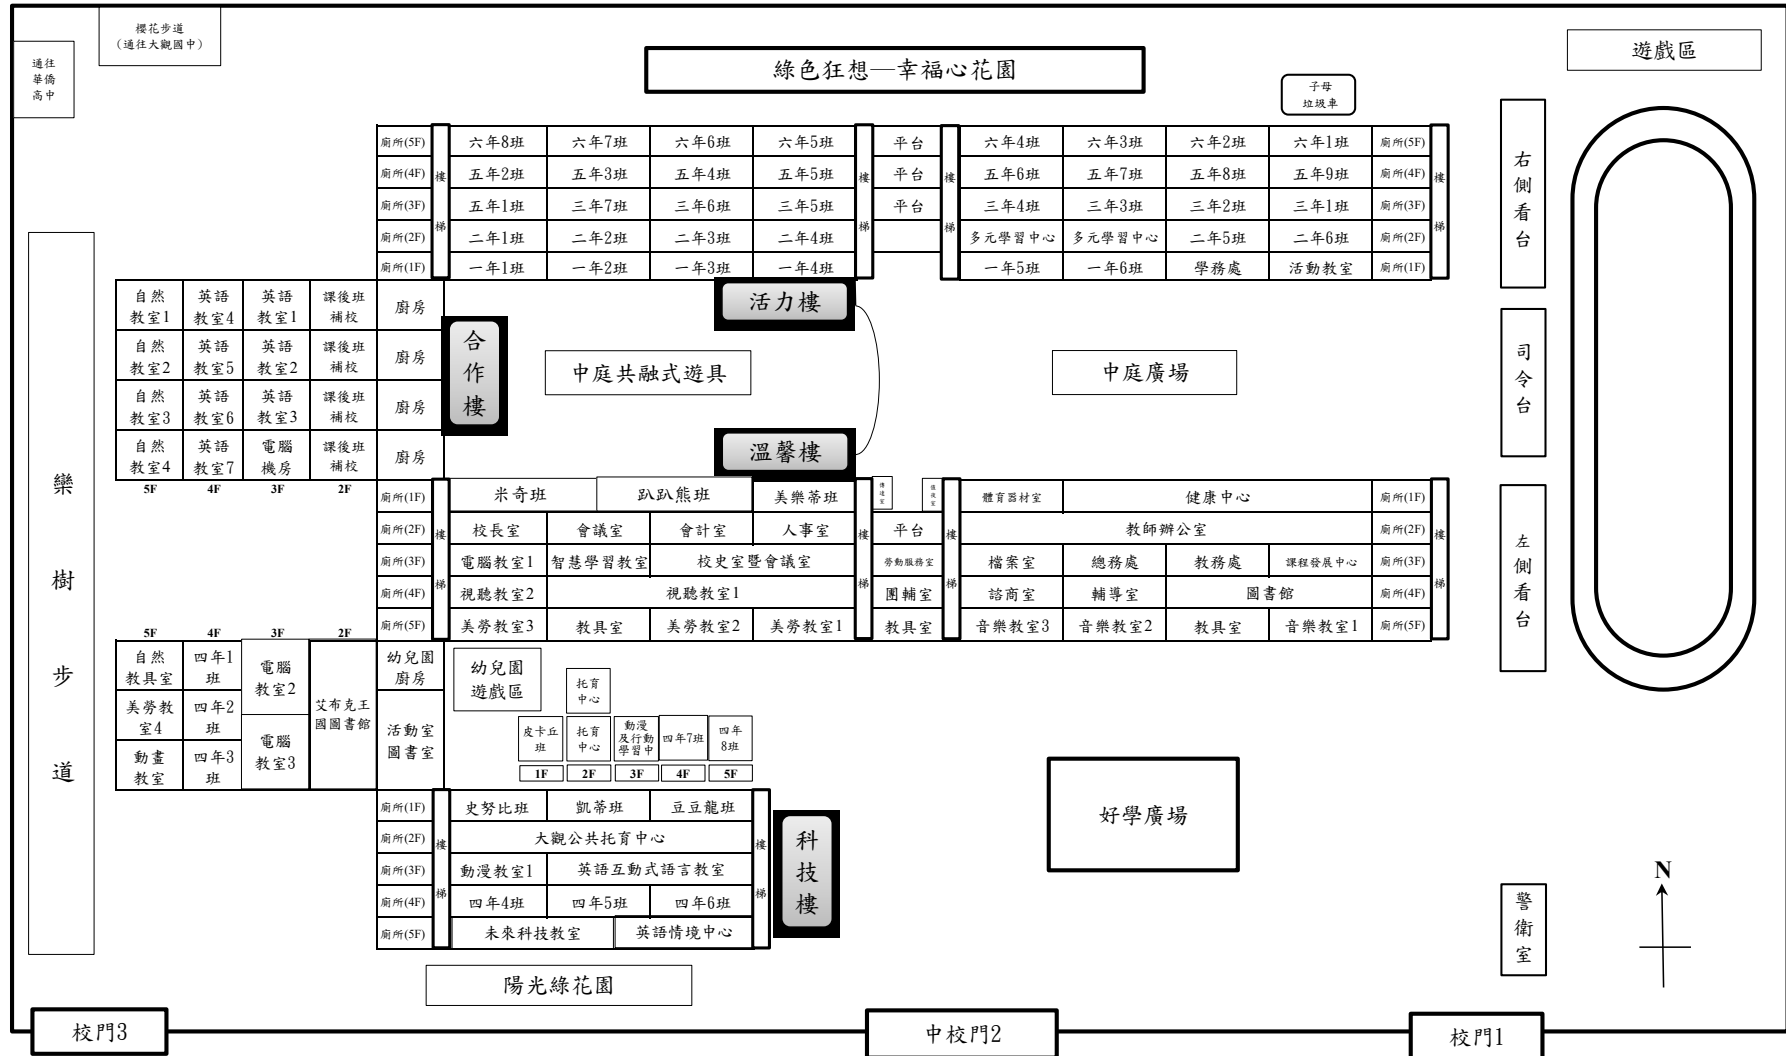 櫻花步道
(通往大觀國中)
通往
華僑
高中
綠色狂想—幸福心花園
子母
垃圾車
遊戲區
廁所(5F) 六年8班 六年7班 六年6班 六年5班 平台 六年4班 六年3班 六年2班 六年1班 廁所(5F)
廁所(4F) 五年2班 五年3班 五年4班 五年5班 平台 五年6班 五年7班 五年8班 五年9班 廁所(4F)
廁所(3F) 五年1班 三年7班 三年6班 三年5班 平台 三年4班 三年3班 三年2班 三年1班 廁所(3F)
廁所(2F) 二年1班 二年2班 二年3班 二年4班 多元學習中心 多元學習中心 二年5班 二年6班 廁所(2F)
廁所(1F) 一年1班 一年2班 一年3班 一年4班 一年5班 一年6班 學務處 活動教室 廁所(1F)
樓梯
樓梯
樓梯
樓梯
右側看台
司令台
左側看台
活力樓
自然
教室1
英語
教室4
英語
教室1
課後班
補校
廚房
自然
教室2
英語
教室5
英語
教室2
課後班
補校
廚房
自然
教室3
英語
教室6
英語
教室3
課後班
補校
廚房
自然
教室4
英語
教室7
電腦
機房
課後班
補校
廚房
5F 4F 3F 2F
合作樓
中庭共融式遊具
中庭廣場
溫馨樓
欒樹步道
廁所(1F) 米奇班 趴趴熊班 美樂蒂班 傳達室 值夜室 體育器材室 健康中心 廁所(1F)
廁所(2F) 校長室 會議室 會計室 人事室 平台 教師辦公室 廁所(2F)
廁所(3F) 電腦教室1 智慧學習教室 校史室暨會議室 勞動服務室 檔案室 總務處 教務處 課程發展中心 廁所(3F)
廁所(4F) 視聽教室2 視聽教室1 團輔室 諮商室 輔導室 圖書館 廁所(4F)
廁所(5F) 美勞教室3 教具室 美勞教室2 美勞教室1 教具室 音樂教室3 音樂教室2 教具室 音樂教室1 廁所(5F)
樓梯
樓梯
樓梯
樓梯
5F 4F 3F 2F
自然
教具室
四年1
班
電腦
教室2
艾布克王
國圖書館
幼兒園
廚房
美勞教
室4
四年2
班
動畫
教室
四年3
班
電腦
教室3
活動室
圖書室
幼兒園
遊戲區
托育
中心
皮卡丘
班
托育
中心
動漫
及行動
學習中
四年7班
四年
8班
1F 2F 3F 4F 5F
廁所(1F) 史努比班 凱蒂班 豆豆龍班
廁所(2F) 大觀公共托育中心
廁所(3F) 動漫教室1 英語互動式語言教室
廁所(4F) 四年4班 四年5班 四年6班
廁所(5F) 未來科技教室 英語情境中心
樓梯
樓梯
科技樓
好學廣場
N
警衛室
陽光綠花園
校門3
中校門2
校門1